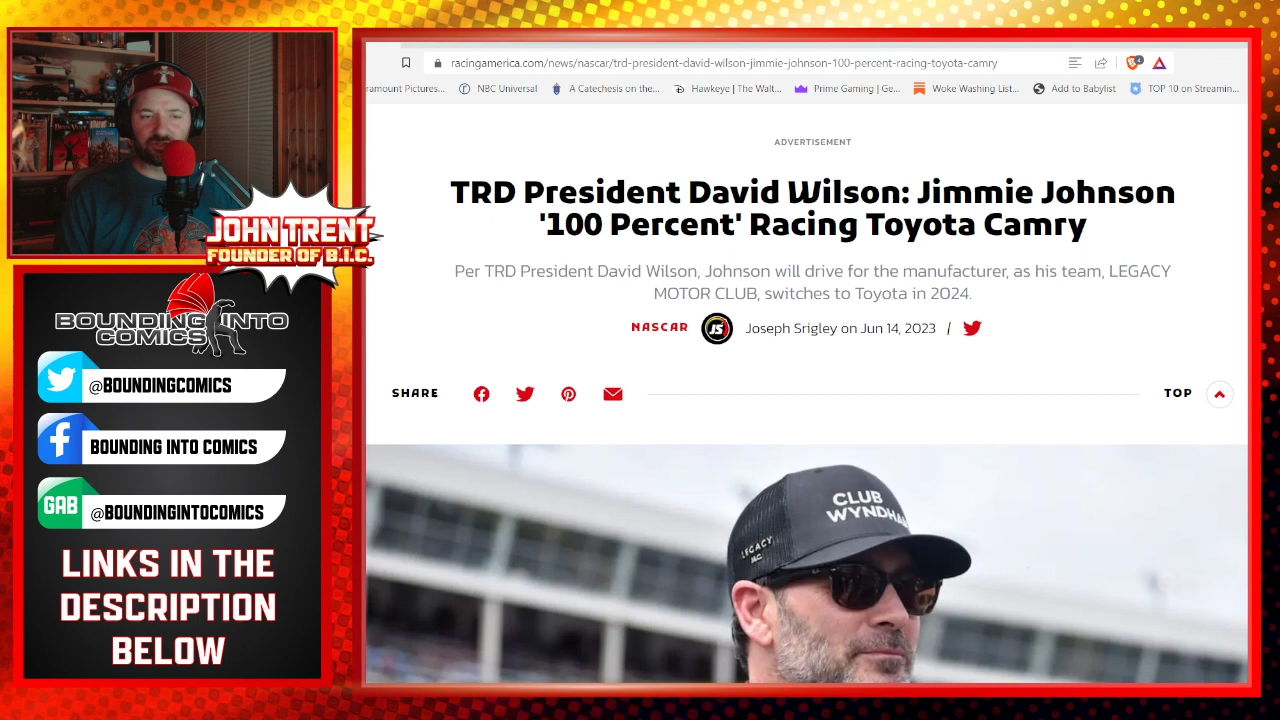 racingamerica.com/news/nascar/trd-president-david-wilson-jimmie-johnson-100-percent-racing-toyota-camry
ramount Picturea...
NBC Universal
A Catechesis on the...
Hawkeye | The Walt...
Prime Gaming | Ge...
Woke Washing List...
Add to Babylist
TOP 10 on Streamin...
ADVERTISEMENT
TRD President David Wilson: Jimmie Johnson
'100 Percent' Racing Toyota Camry
Per TRD President David Wilson, Johnson will drive for the manufacturer, as his team, LEGACY
MOTOR CLUB, switches to Toyota in 2024.
NASCAR
JS
Joseph Srigley on Jun 14, 2023 /
SHARE
TOP
CLUB
WYNDHAM
LEGACY
M.C.
JOHN TRENT
FOUNDER OF B.I.C.
BOUNDING INTO
COMICS
@BOUNDINGCOMICS
BOUNDING INTO COMICS
GAB
@BOUNDINGINTOCOMICS
LINKS IN THE
DESCRIPTION
BELOW